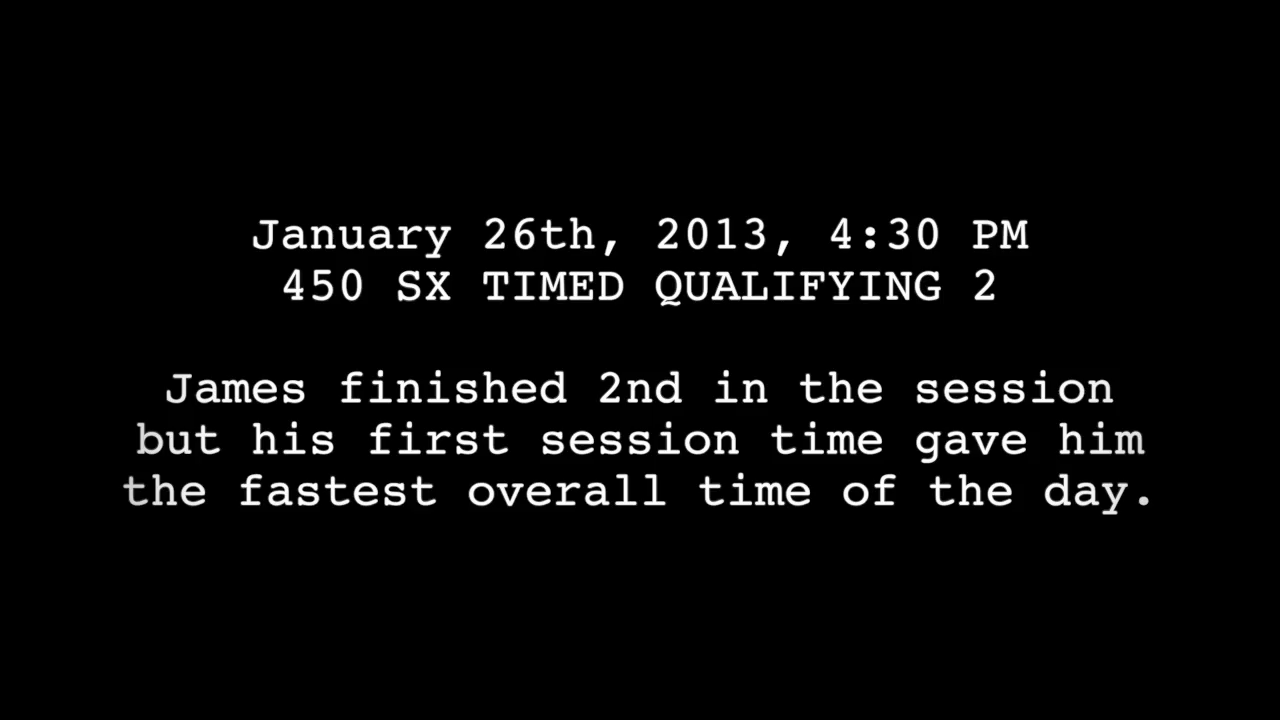 January 26th, 2013, 4:30 PM
450 SX TIMED QUALIFYING 2
James finished 2nd in the session
but his first session time gave him
the fastest overall time of the day.